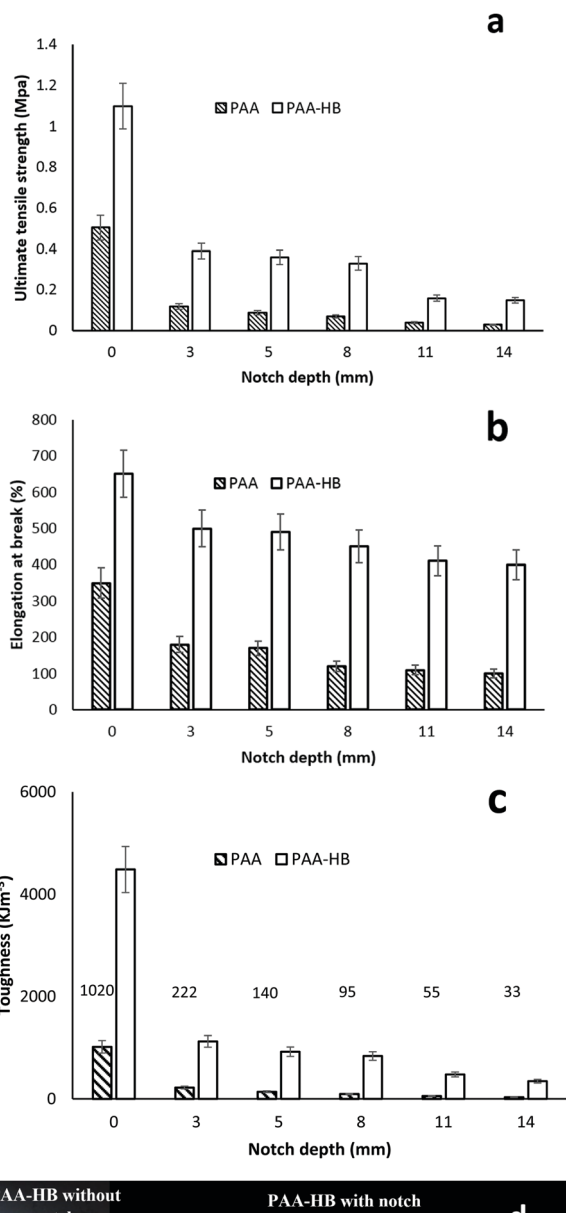 a
1.4
1.2
1
0.8
0.6
0.4
0.2
0
Ultimate tensile strength (Mpa)
PAA PAA-HB
0 3 5 8 11 14
Notch depth (mm)
b
800
700
600
500
400
300
200
100
0
Elongation at break (%)
PAA PAA-HB
0 3 5 8 11 14
Notch depth (mm)
c
6000
4000
2000
0
Toughness (KJm⁻³)
PAA PAA-HB
1020 222 140 95 55 33
0 3 5 8 11 14
Notch depth (mm)
AA-HB without
PAA-HB with notch